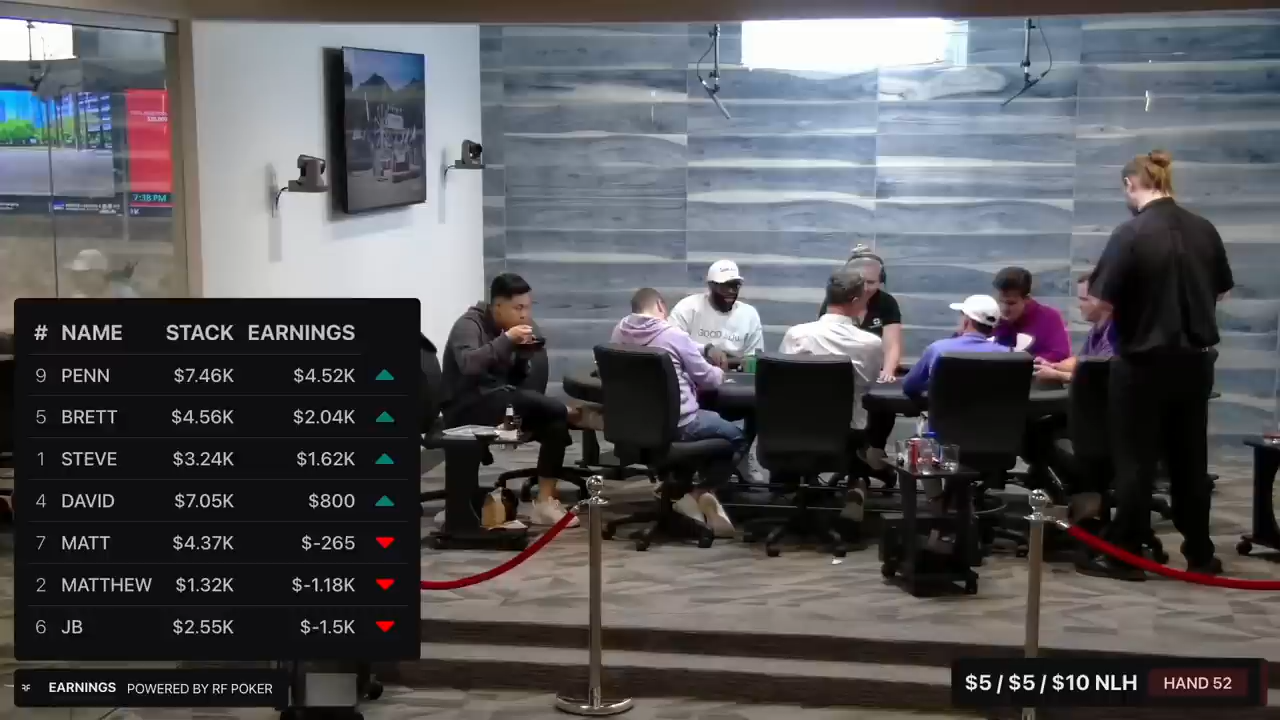 7:38 PM
# NAME STACK EARNINGS
9 PENN $7.46K $4.52K
5 BRETT $4.56K $2.04K
1 STEVE $3.24K $1.62K
4 DAVID $7.05K $800
7 MATT $4.37K $-265
2 MATTHEW $1.32K $-1.18K
6 JB $2.55K $-1.5K
EARNINGS POWERED BY RF POKER
$5 / $5 / $10 NLH HAND 52